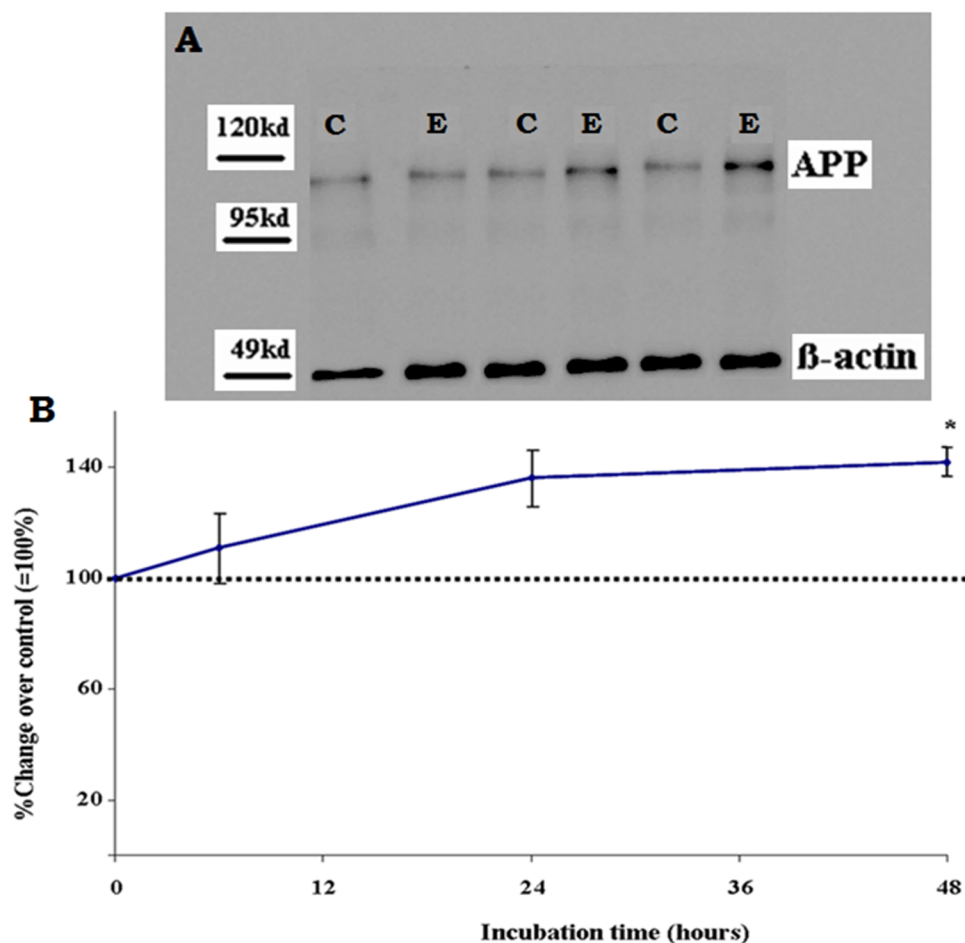 A
120kd
C E C E C E
APP
95kd
49kd
ß-actin
B
*
140
100
60
20
%Change over control (=100%)
0 12 24 36 48
Incubation time (hours)